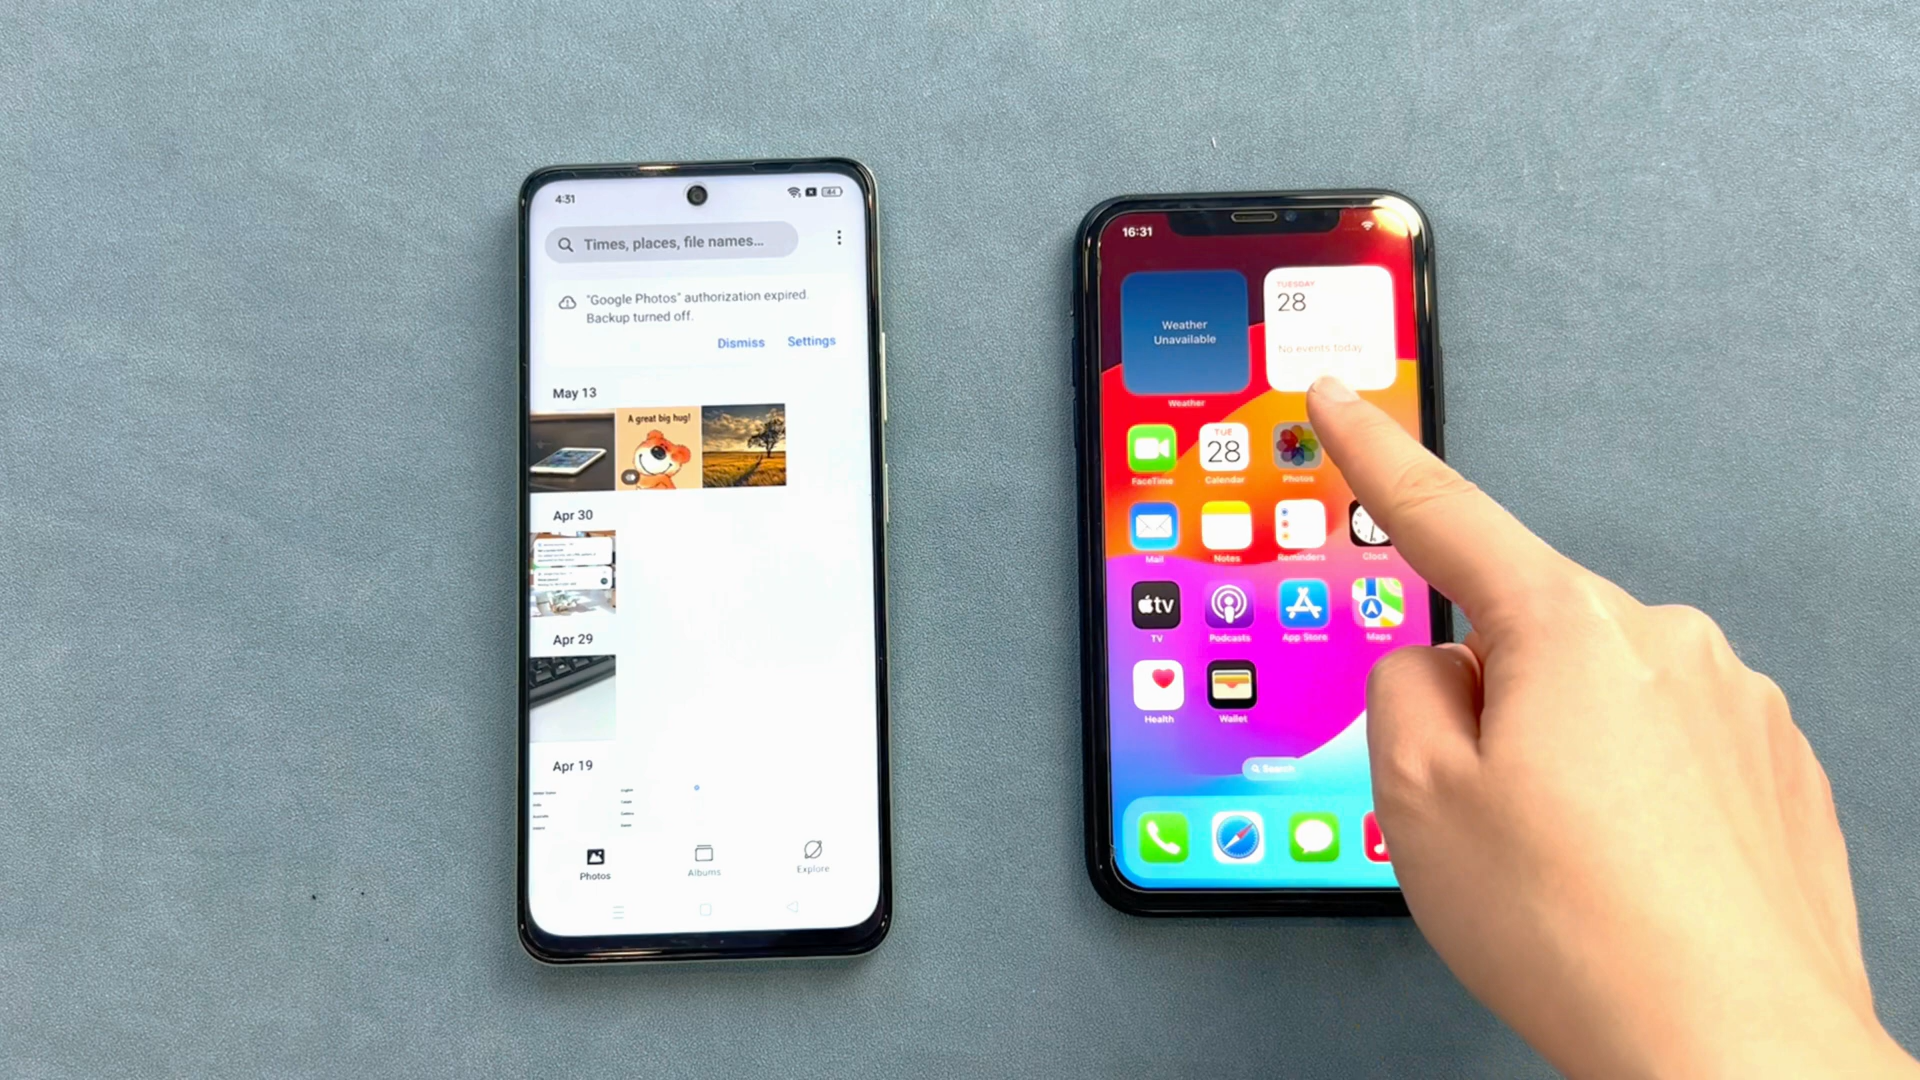 4:31
Times, places, file names...
"Google Photos" authorization expired.
Backup turned off.
Dismiss
Settings
May 13
A great big hug!
Apr 30
Apr 29
Apr 19
Photos
Albums
Explore
16:31
Weather
Unavailable
Weather
TUESDAY
28
No events today
FaceTime
TUE
28
Calendar
Photos
Mail
Notes
Reminders
Clock
tv
TV
Podcasts
App Store
Maps
Health
Wallet
Search